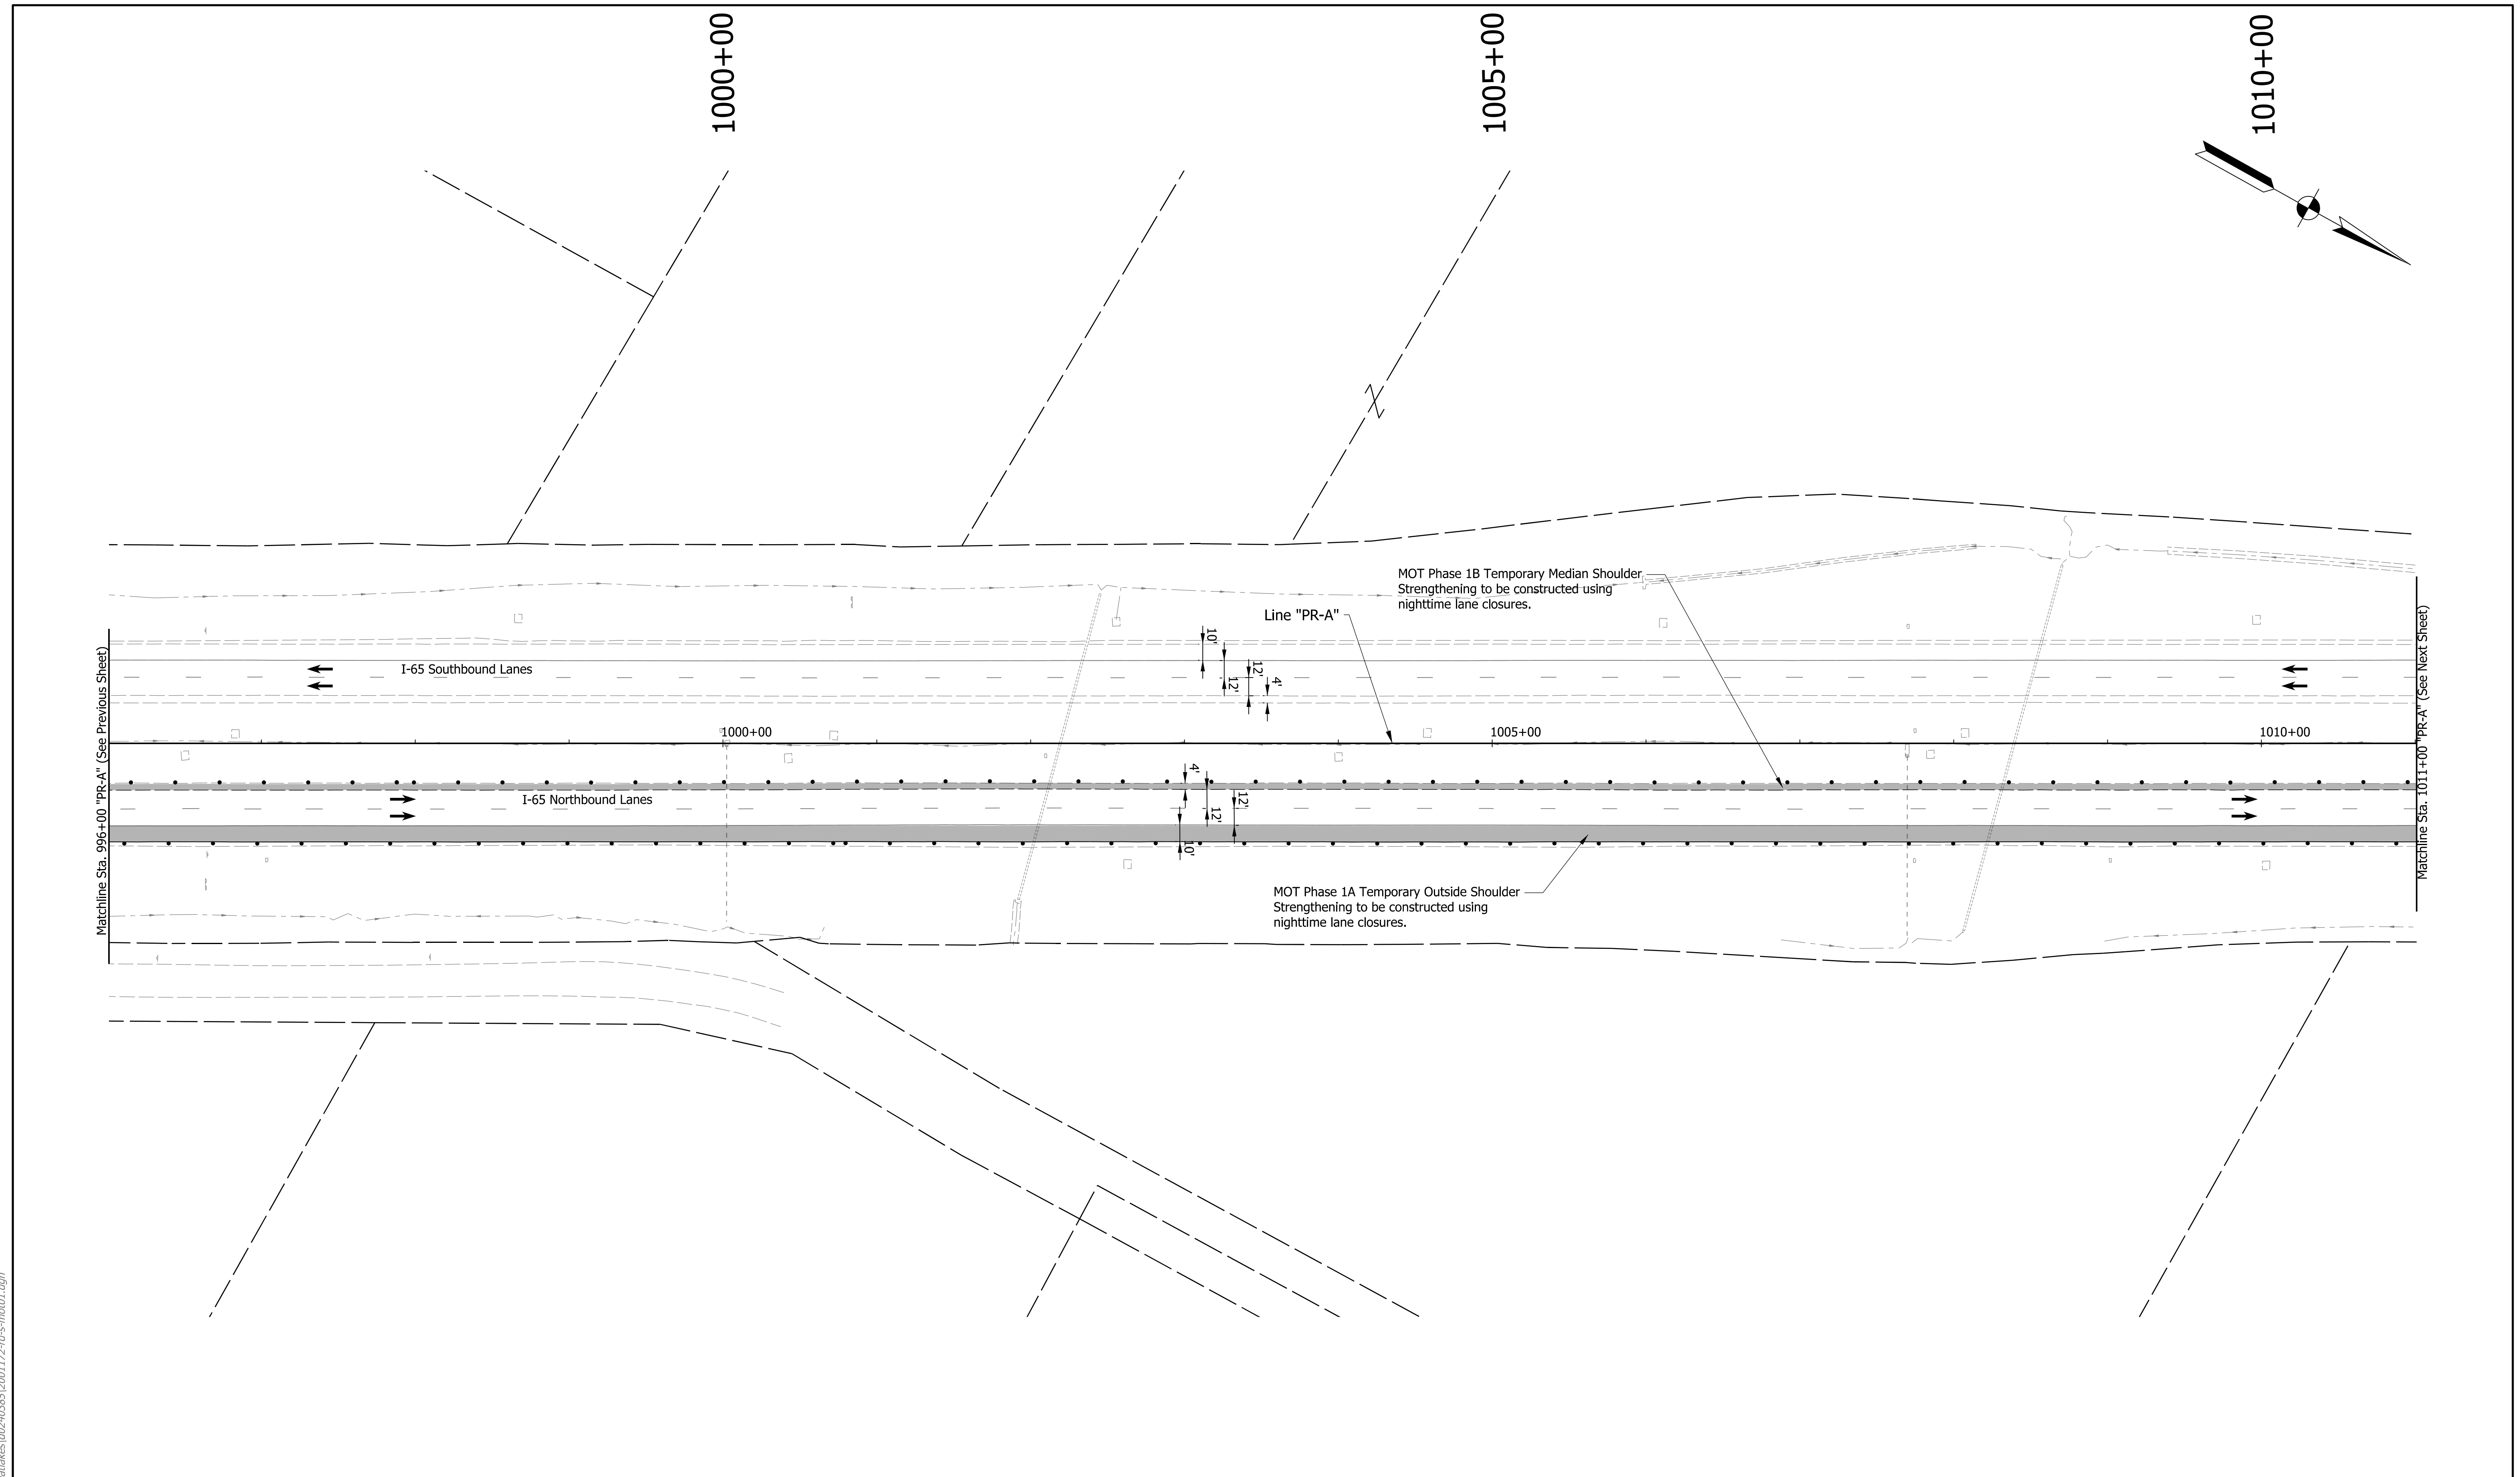 1000+00
1005+00
1010+00
MOT Phase 1B Temporary Median Shoulder
Strengthening to be constructed using
nighttime lane closures.
Line "PR-A"
10'
12'
12'
4'
I-65 Southbound Lanes
Matchline Sta. 996+00 "PR-A" (See Previous Sheet)
Matchline Sta. 1011+00 "PR-A" (See Next Sheet)
1000+00
1005+00
1010+00
4'
12'
12'
10'
I-65 Northbound Lanes
MOT Phase 1A Temporary Outside Shoulder
Strengthening to be constructed using
nighttime lane closures.